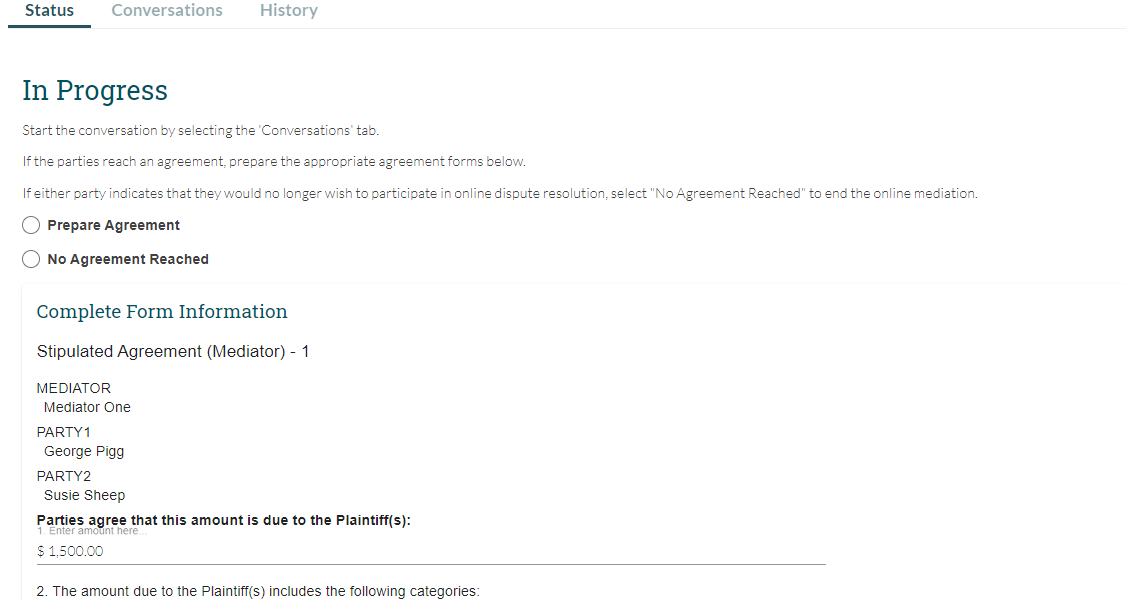 Status Conversations History
In Progress
Start the conversation by selecting the 'Conversations' tab.
If the parties reach an agreement, prepare the appropriate agreement forms below.
If either party indicates that they would no longer wish to participate in online dispute resolution, select "No Agreement Reached" to end the online mediation.
Prepare Agreement
No Agreement Reached
Complete Form Information
Stipulated Agreement (Mediator) - 1
MEDIATOR
Mediator One
PARTY1
George Pigg
PARTY2
Susie Sheep
Parties agree that this amount is due to the Plaintiff(s):
1. Enter amount here...
$ 1,500.00
2. The amount due to the Plaintiff(s) includes the following categories: